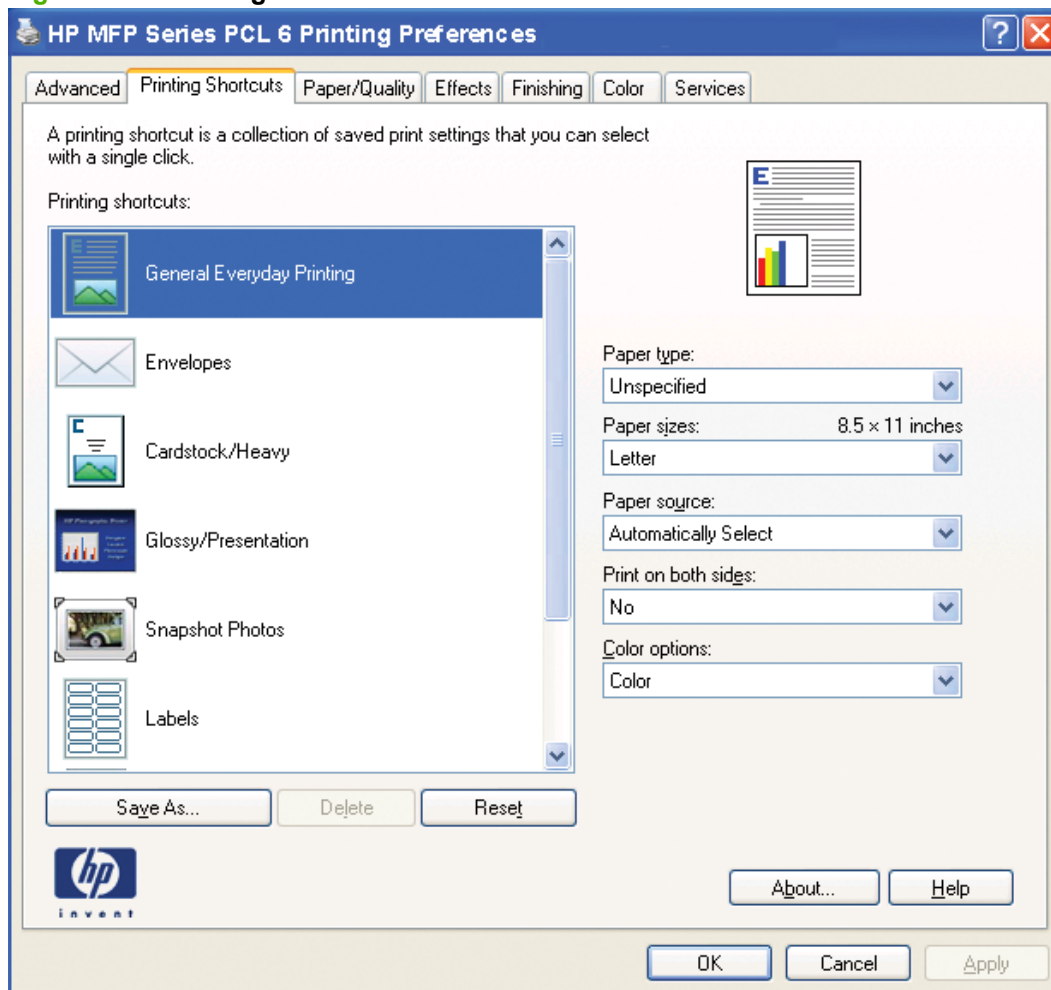 HP MFP Series PCL 6 Printing Preferences
Advanced
Printing Shortcuts
Paper/Quality
Effects
Finishing
Color
Services
A printing shortcut is a collection of saved print settings that you can select
with a single click.
Printing shortcuts:
E
General Everyday Printing
Envelopes
E
Cardstock/Heavy
Glossy/Presentation
Snapshot Photos
Labels
Save As...
Delete
Reset
E
Paper type:
Unspecified
Paper sizes: 8.5 × 11 inches
Letter
Paper source:
Automatically Select
Print on both sides:
No
Color options:
Color
hp
invent
About...
Help
OK
Cancel
Apply